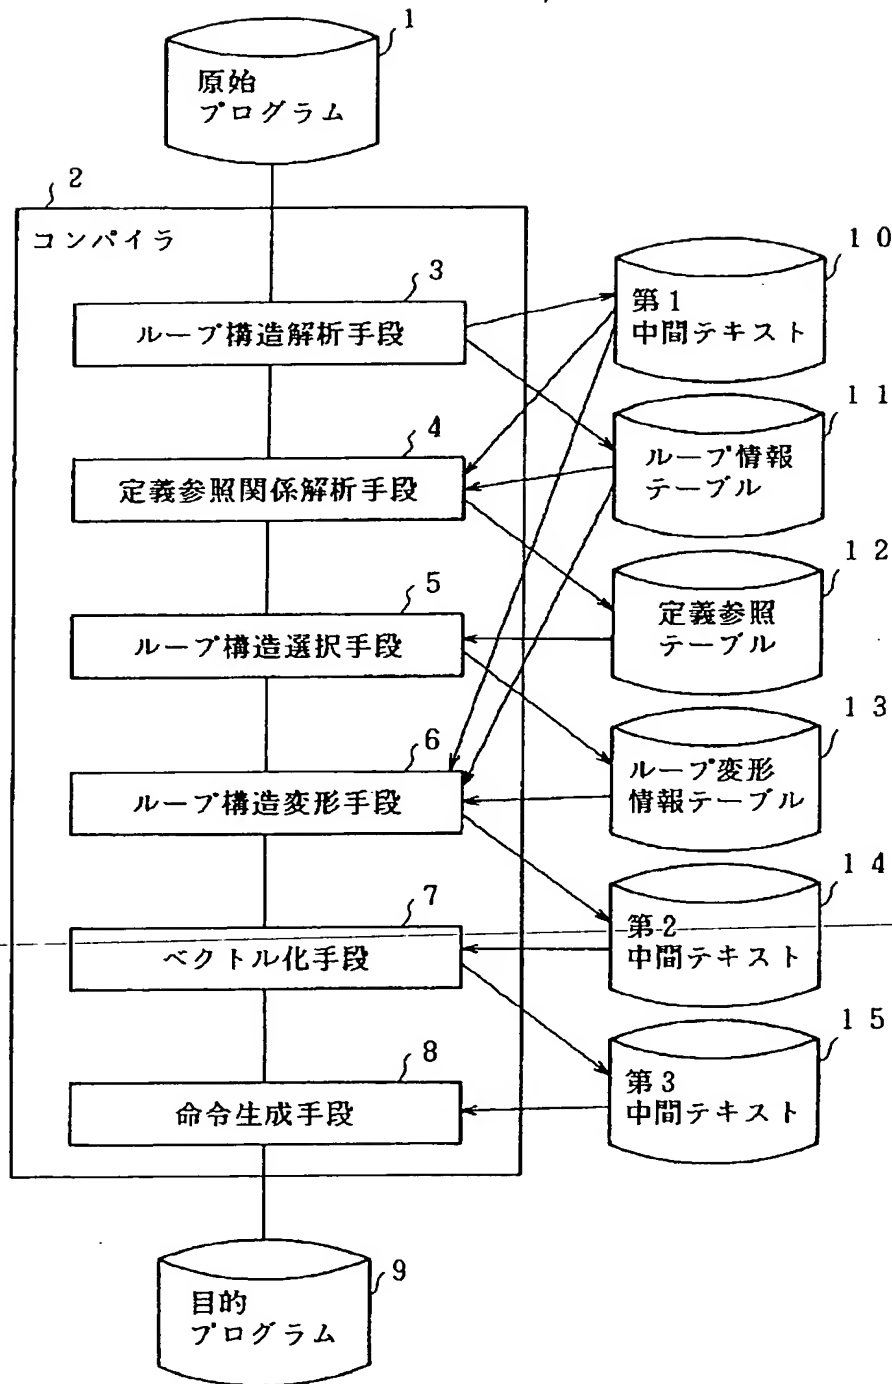 1
原始
プログラム
2
コンパイラ
3
ループ構造解析手段
4
定義参照関係解析手段
5
ループ構造選択手段
6
ループ構造変形手段
7
ベクトル化手段
8
命令生成手段
10
第1
中間テキスト
11
ループ情報
テーブル
12
定義参照
テーブル
13
ループ変形
情報テーブル
14
第2
中間テキスト
15
第3
中間テキスト
9
目的
プログラム